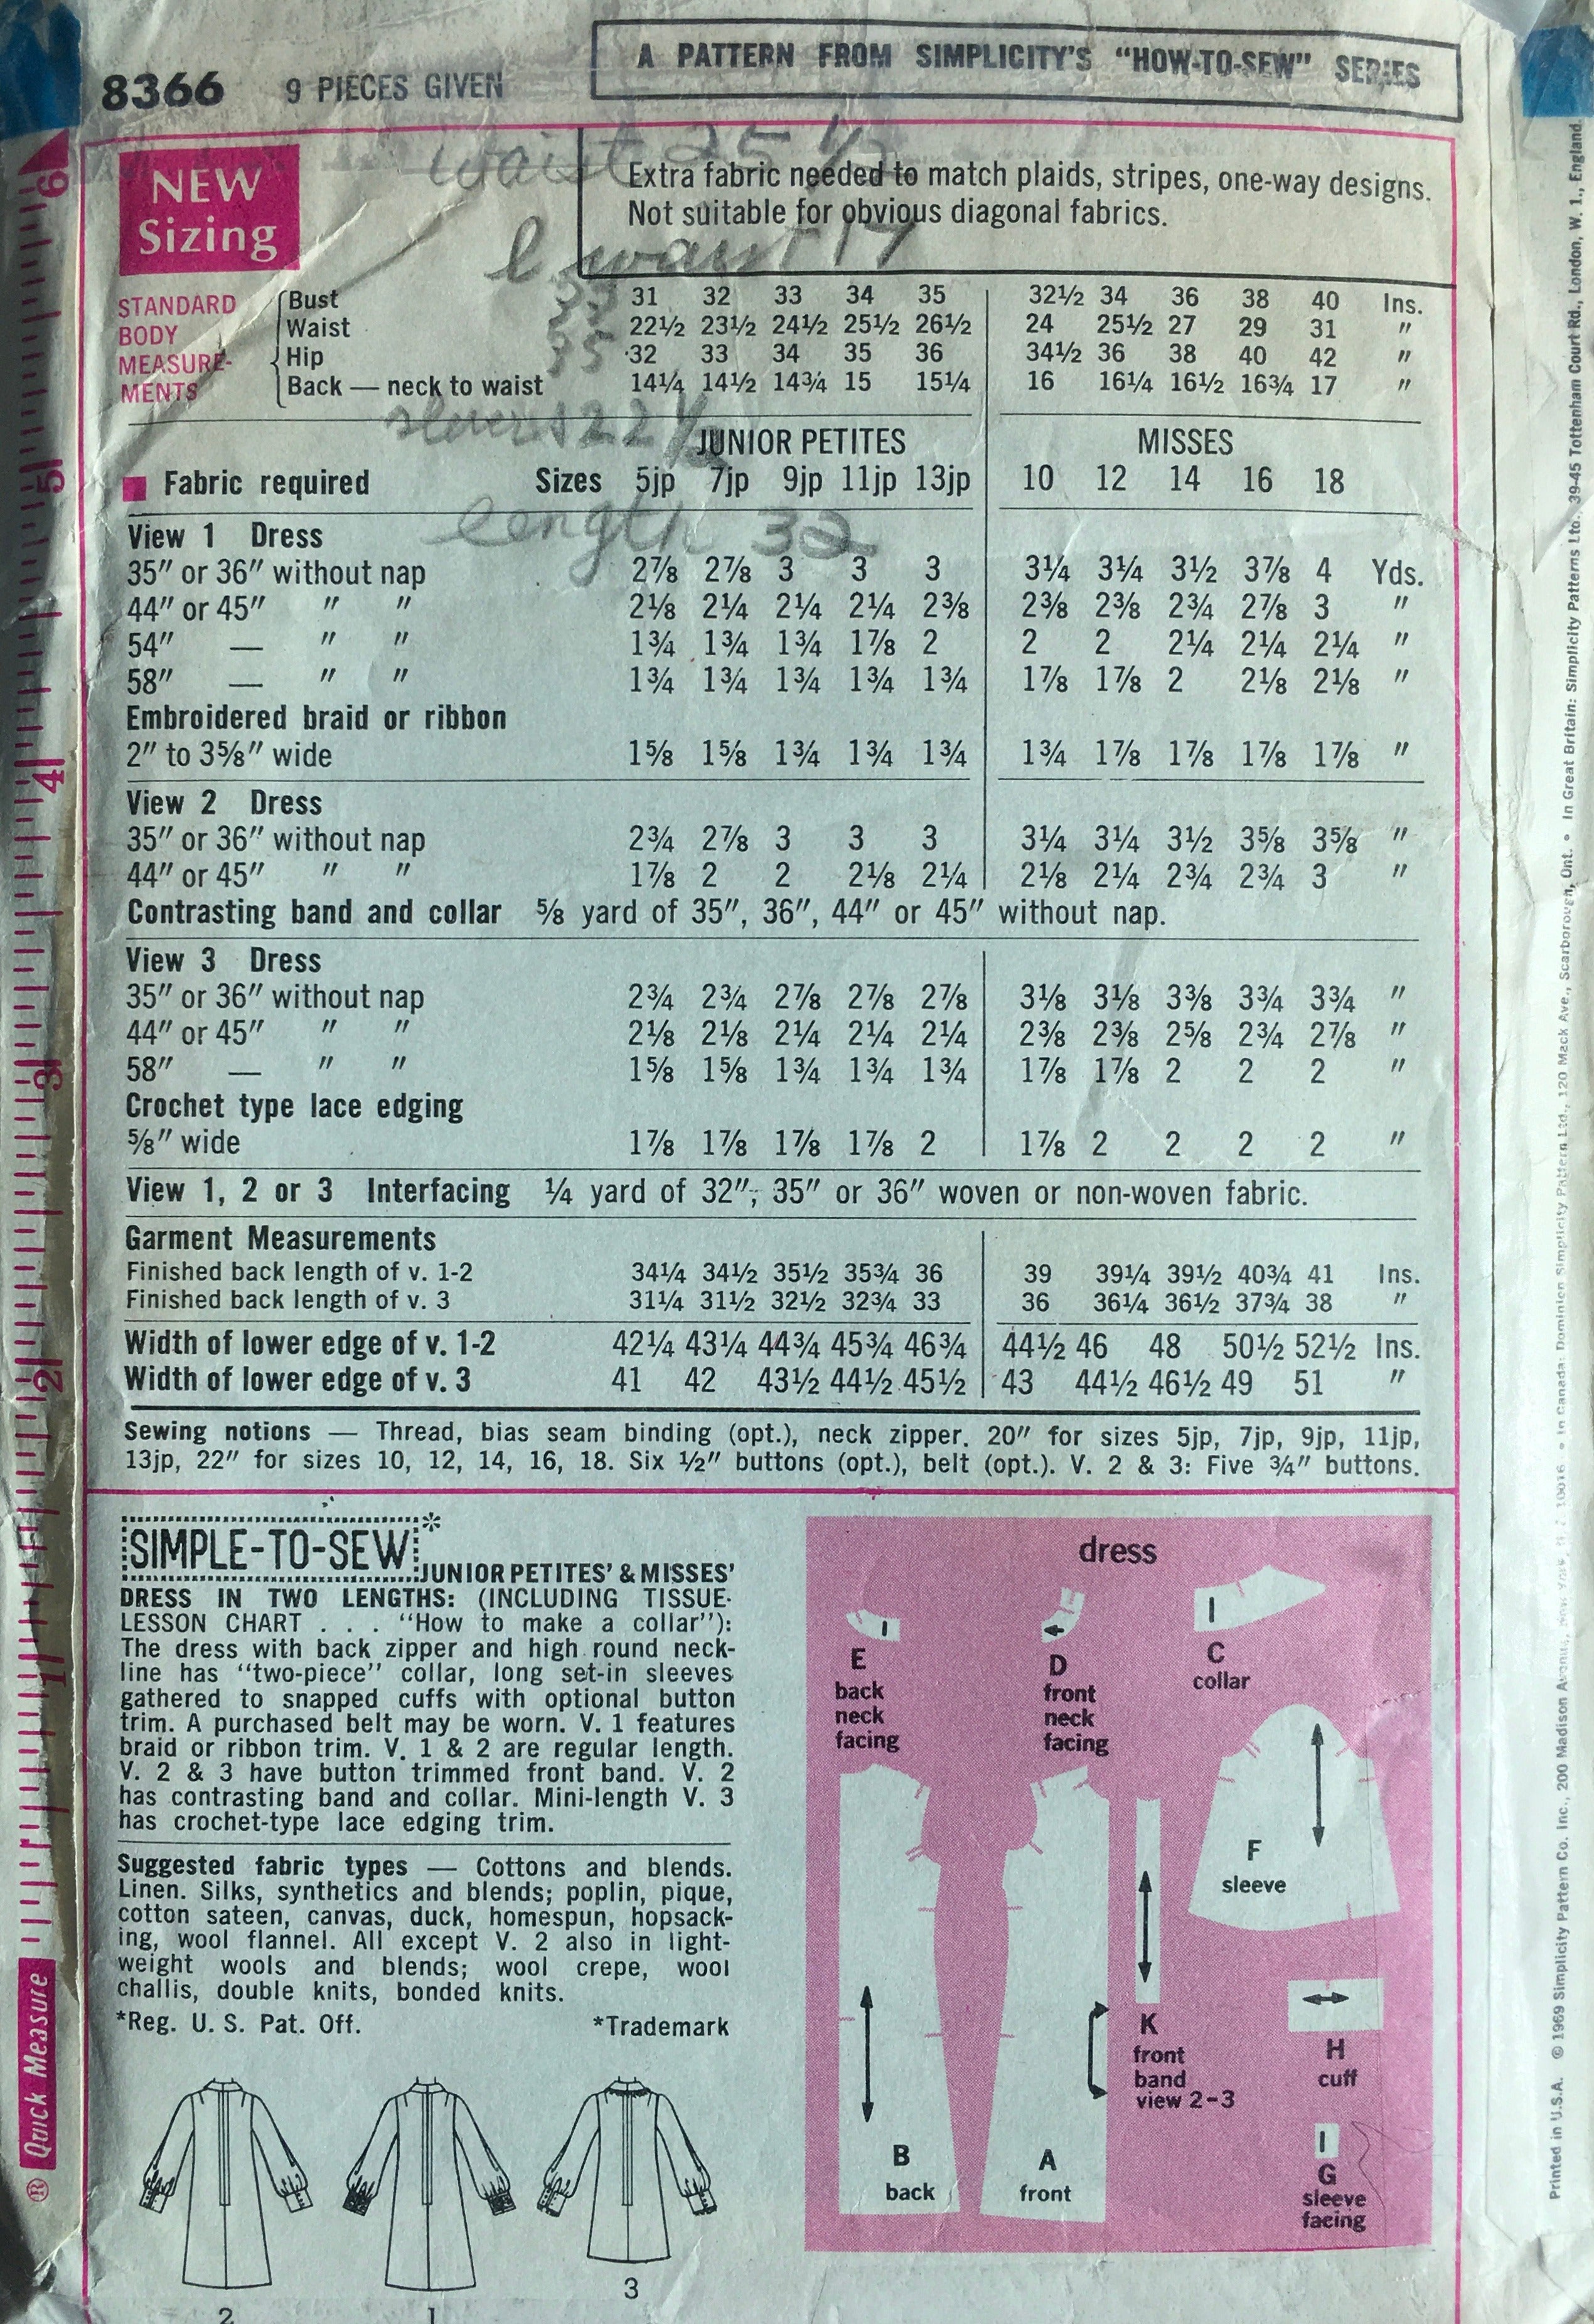 8366 9 PIECES GIVEN
A PATTERN FROM SIMPLICITY'S "HOW-TO-SEW" SERIES
waist 25 ½
NEW
Sizing
Extra fabric needed to match plaids, stripes, one-way designs.
Not suitable for obvious diagonal fabrics.
STANDARD BODY MEASURE-MENTS
Bust 33 31 32 33 34 35 32½ 34 36 38 40 Ins.
Waist 22½ 23½ 24½ 25½ 26½ 24 25½ 27 29 31 "
Hip 35 32 33 34 35 36 34½ 36 38 40 42 "
Back — neck to waist 14¼ 14½ 14¾ 15 15¼ 16 16¼ 16½ 16¾ 17 "
22 ½
JUNIOR PETITES MISSES
Fabric required Sizes 5jp 7jp 9jp 11jp 13jp 10 12 14 16 18
length 32
View 1 Dress
35" or 36" without nap 2⅞ 2⅞ 3 3 3 3¼ 3¼ 3½ 3⅞ 4 Yds.
44" or 45" " " 2⅛ 2¼ 2¼ 2¼ 2⅜ 2⅜ 2⅜ 2¾ 2⅞ 3 "
54" — " " 1¾ 1¾ 1¾ 1⅞ 2 2 2 2¼ 2¼ 2¼ "
58" — " " 1¾ 1¾ 1¾ 1¾ 1¾ 1⅞ 1⅞ 2 2⅛ 2⅛ "
Embroidered braid or ribbon
2" to 3⅝" wide 1⅝ 1⅝ 1¾ 1¾ 1¾ 1¾ 1⅞ 1⅞ 1⅞ 1⅞ "
View 2 Dress
35" or 36" without nap 2¾ 2⅞ 3 3 3 3¼ 3¼ 3½ 3⅝ 3⅝ "
44" or 45" " " 1⅞ 2 2 2⅛ 2¼ 2⅛ 2¼ 2¾ 2¾ 3 "
Contrasting band and collar ⅝ yard of 35", 36", 44" or 45" without nap.
View 3 Dress
35" or 36" without nap 2¾ 2¾ 2⅞ 2⅞ 2⅞ 3⅛ 3⅛ 3⅜ 3¾ 3¾ "
44" or 45" " " 2⅛ 2⅛ 2¼ 2¼ 2¼ 2⅜ 2⅜ 2⅝ 2¾ 2⅞ "
58" — " " 1⅝ 1⅝ 1¾ 1¾ 1¾ 1⅞ 1⅞ 2 2 2 "
Crochet type lace edging
⅝" wide 1⅞ 1⅞ 1⅞ 1⅞ 2 1⅞ 2 2 2 2 "
View 1, 2 or 3 Interfacing ¼ yard of 32", 35" or 36" woven or non-woven fabric.
Garment Measurements
Finished back length of v. 1-2 34¼ 34½ 35½ 35¾ 36 39 39¼ 39½ 40¾ 41 Ins.
Finished back length of v. 3 31¼ 31½ 32½ 32¾ 33 36 36¼ 36½ 37¾ 38 "
Width of lower edge of v. 1-2 42¼ 43¼ 44¾ 45¾ 46¾ 44½ 46 48 50½ 52½ Ins.
Width of lower edge of v. 3 41 42 43½ 44½ 45½ 43 44½ 46½ 49 51 "
Sewing notions — Thread, bias seam binding (opt.), neck zipper. 20" for sizes 5jp, 7jp, 9jp, 11jp,
13jp, 22" for sizes 10, 12, 14, 16, 18. Six ½" buttons (opt.), belt (opt.). V. 2 & 3: Five ¾" buttons.
SIMPLE-TO-SEW* JUNIOR PETITES' & MISSES'
DRESS IN TWO LENGTHS: (INCLUDING TISSUE-
LESSON CHART . . . "How to make a collar"):
The dress with back zipper and high round neck-
line has "two-piece" collar, long set-in sleeves
gathered to snapped cuffs with optional button
trim. A purchased belt may be worn. V. 1 features
braid or ribbon trim. V. 1 & 2 are regular length.
V. 2 & 3 have button trimmed front band. V. 2
has contrasting band and collar. Mini-length V. 3
has crochet-type lace edging trim.
Suggested fabric types — Cottons and blends.
Linen. Silks, synthetics and blends; poplin, pique,
cotton sateen, canvas, duck, homespun, hopsack-
ing, wool flannel. All except V. 2 also in light-
weight wools and blends; wool crepe, wool
challis, double knits, bonded knits.
*Reg. U. S. Pat. Off. *Trademark
2
1
3
dress
E
back
neck
facing
D
front
neck
facing
C
collar
F
sleeve
K
front
band
view 2-3
H
cuff
B
back
A
front
G
sleeve
facing
6
5
4
3
2
1
® Quick Measure
Printed in U.S.A. © 1969 Simplicity Pattern Co. Inc., 200 Madison Avenue, New York, N.Y. 10016 • In Canada: Dominion Simplicity Pattern Ltd., 120 Mack Ave., Scarborough, Ont. • In Great Britain: Simplicity Patterns Ltd., 39-45 Tottenham Court Rd., London, W. 1., England.